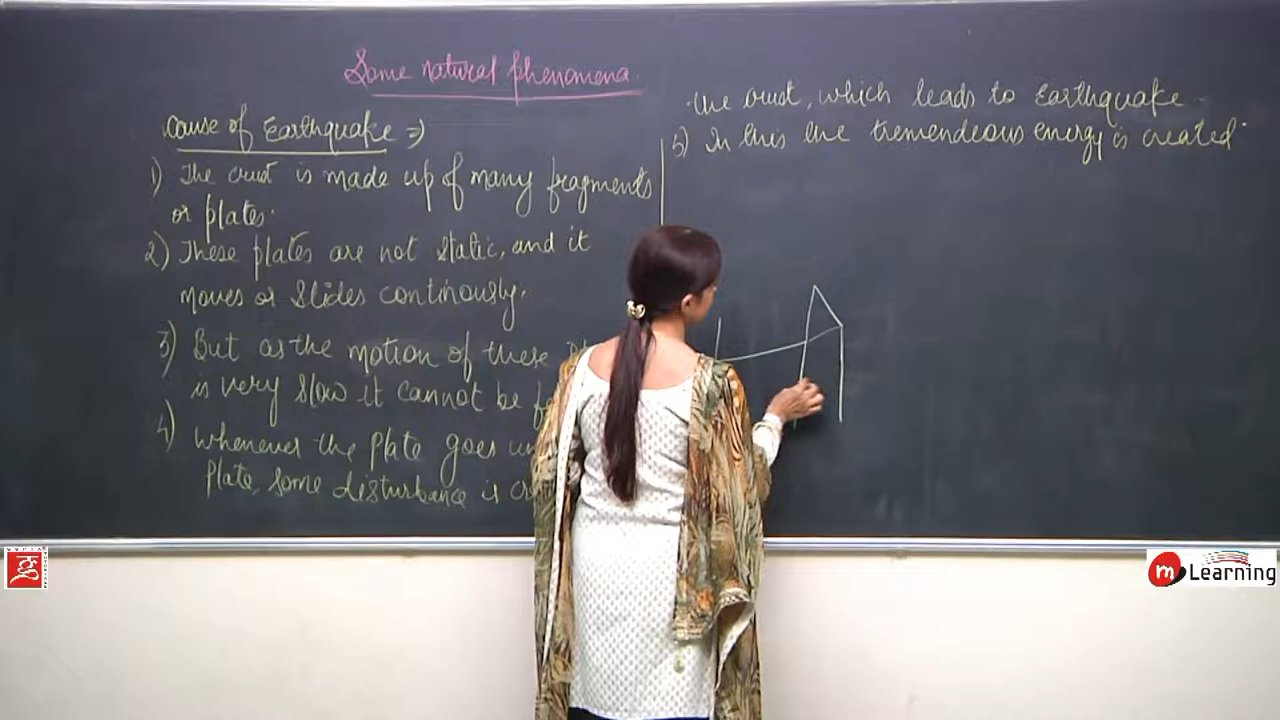 Some natural phenomena.
Cause of Earthquake ⇒
1) The crust is made up of many fragments
or plates.
2) These plates are not static, and it
moves or slides continously.
3) But as the motion of these
is very slow it cannot be
4) Whenever the plate goes
plate, some disturbance is
the crust, which leads to Earthquake.
5) In this the tremendeous energy is created.
m Learning